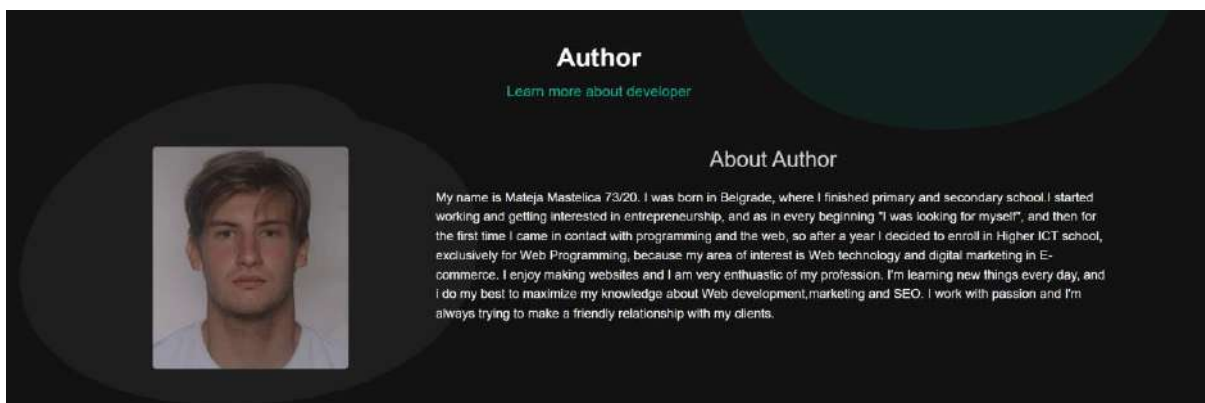 Author
Learn more about developer
About Author
My name is Mateja Mastelica 73/20. I was born in Belgrade, where I finished primary and secondary school.I started
working and getting interested in entrepreneurship, and as in every beginning "I was looking for myself", and then for
the first time I came in contact with programming and the web, so after a year I decided to enroll in Higher ICT school,
exclusively for Web Programming, because my area of interest is Web technology and digital marketing in E-
commerce. I enjoy making websites and I am very enthuastic of my profession. I'm learning new things every day, and
i do my best to maximize my knowledge about Web development,marketing and SEO. I work with passion and I'm
always trying to make a friendly relationship with my clients.